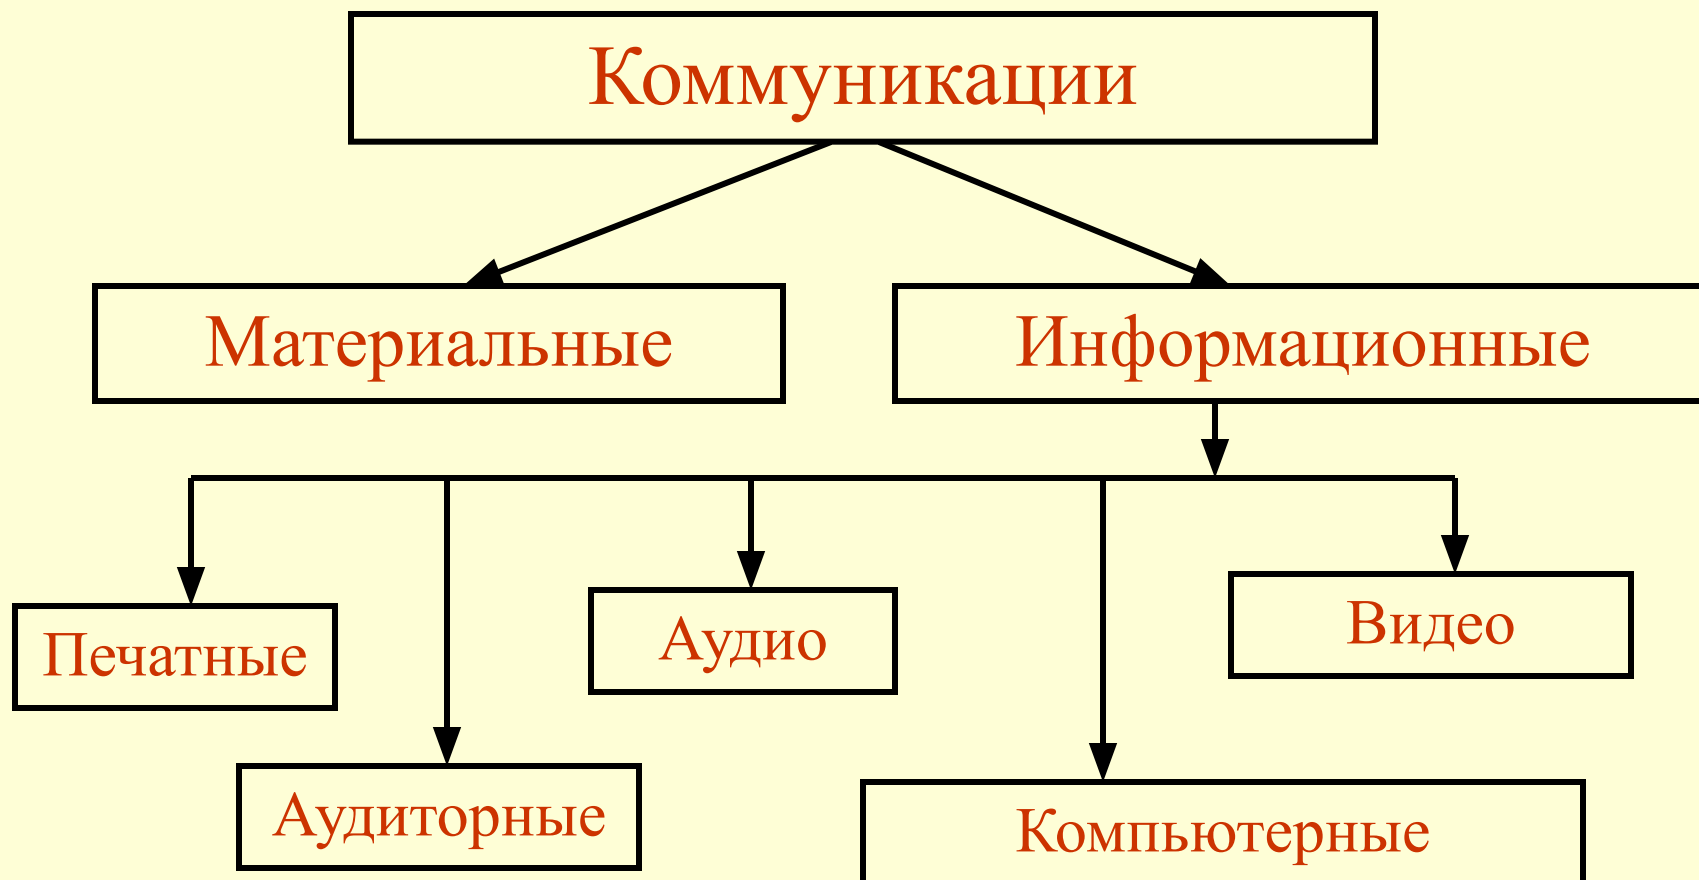 Коммуникации
Материальные
Информационные
Печатные
Аудио
Видео
Аудиторные
Компьютерные